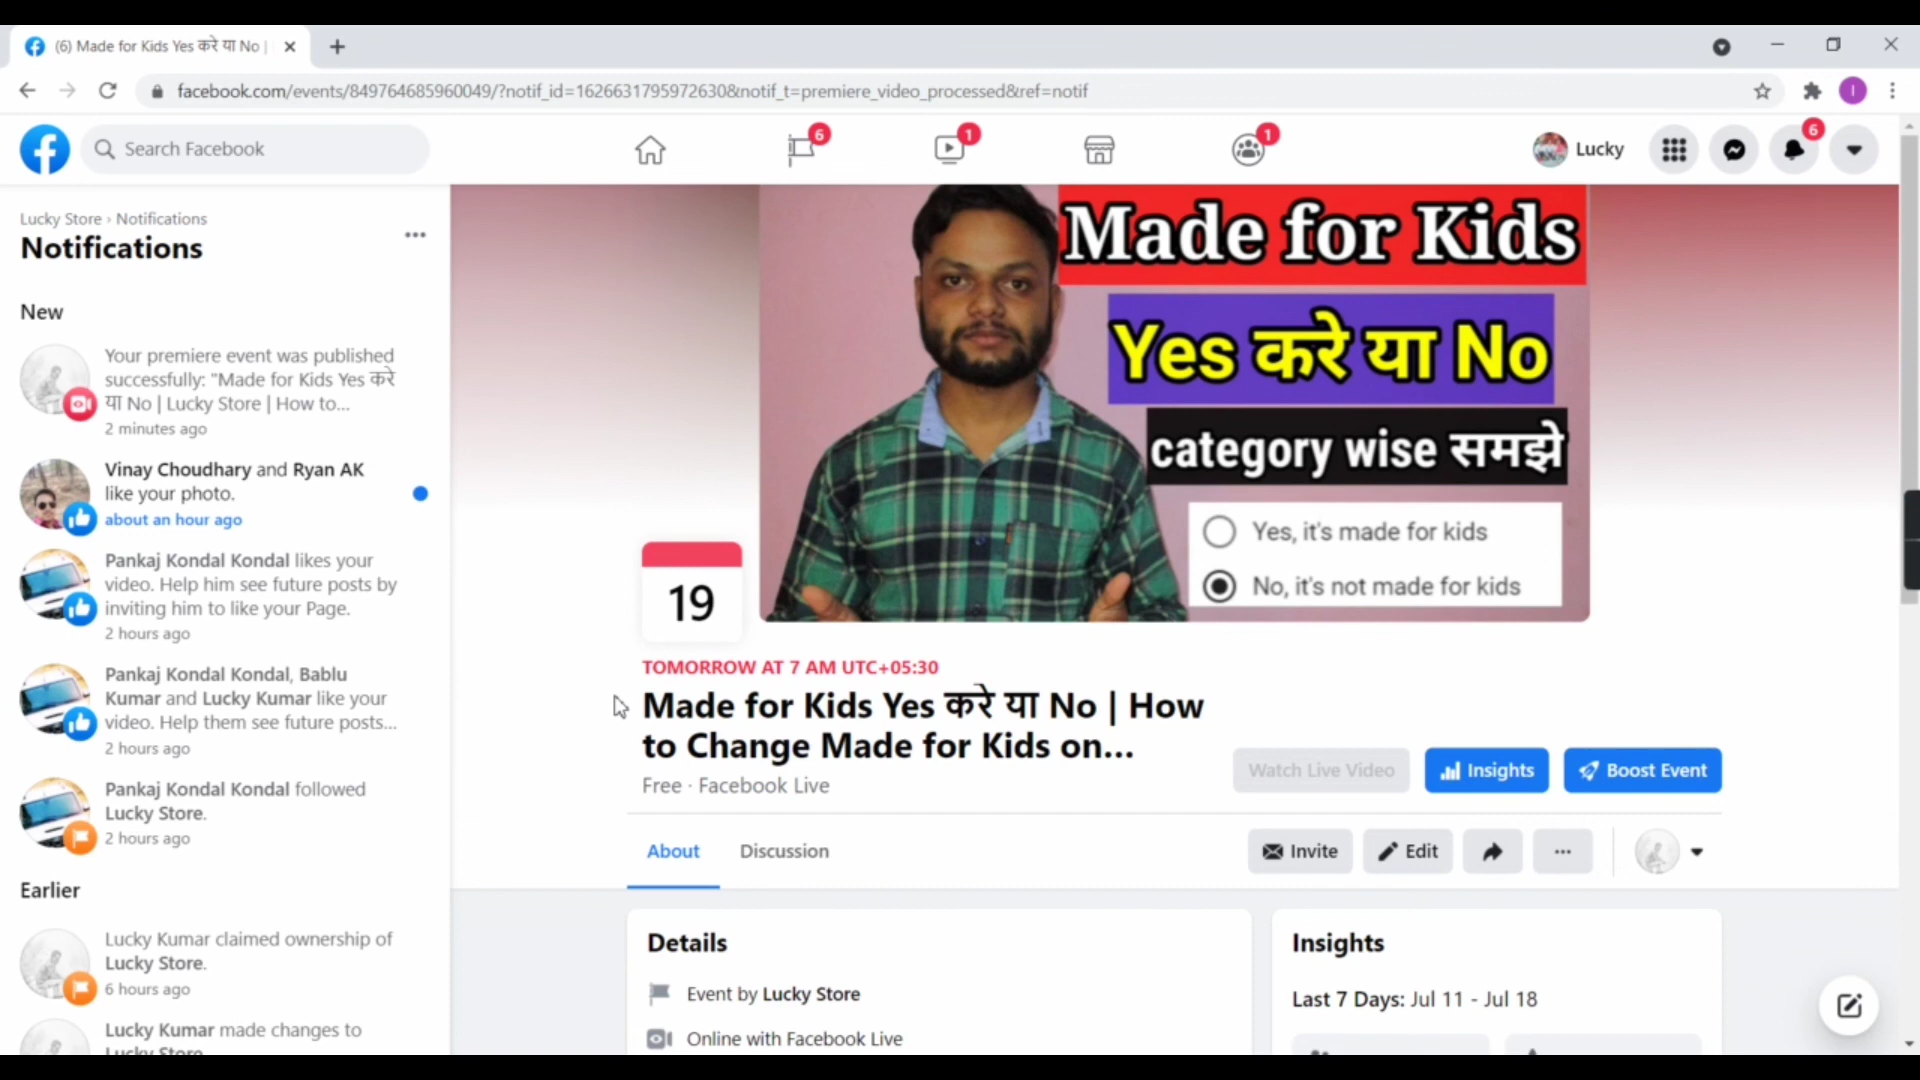 (6) Made for Kids Yes करे या No |
facebook.com/events/849764685960049/?notif_id=1626631795972630&notif_t=premiere_video_processed&ref=notif
I
Search Facebook
6
1
1
Lucky
6
Lucky Store › Notifications
Notifications
New
Your premiere event was published
successfully: "Made for Kids Yes करे
या No | Lucky Store | How to...
2 minutes ago
Vinay Choudhary and Ryan AK
like your photo.
about an hour ago
Pankaj Kondal Kondal likes your
video. Help him see future posts by
inviting him to like your Page.
2 hours ago
Pankaj Kondal Kondal, Bablu
Kumar and Lucky Kumar like your
video. Help them see future posts...
2 hours ago
Pankaj Kondal Kondal followed
Lucky Store.
2 hours ago
Earlier
Lucky Kumar claimed ownership of
Lucky Store.
6 hours ago
Lucky Kumar made changes to
Lucky Store
Made for Kids
Yes करे या No
category wise समझे
Yes, it's made for kids
No, it's not made for kids
19
TOMORROW AT 7 AM UTC+05:30
Made for Kids Yes करे या No | How
to Change Made for Kids on...
Free · Facebook Live
Watch Live Video
Insights
Boost Event
About
Discussion
Invite
Edit
Details
Event by Lucky Store
Online with Facebook Live
Insights
Last 7 Days: Jul 11 - Jul 18